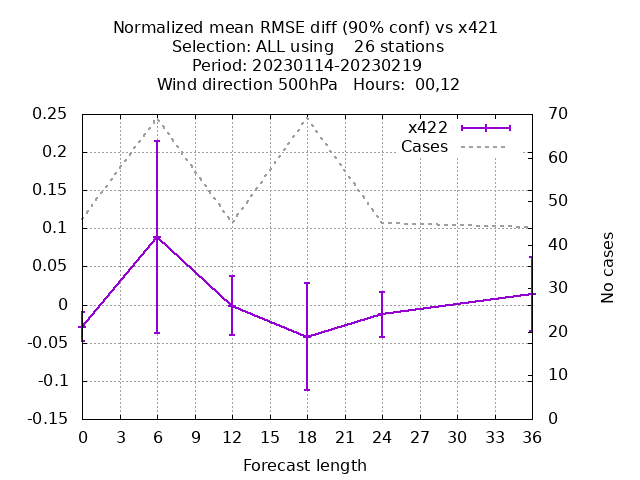 Normalized mean RMSE diff (90% conf) vs x421
Selection: ALL using    26 stations
Period: 20230114-20230219
Wind direction 500hPa   Hours:  00,12
0.25
0.2
0.15
0.1
0.05
0
-0.05
-0.1
-0.15
x422
Cases
70
60
50
40
30
20
10
0
No cases
0 3 6 9 12 15 18 21 24 27 30 33 36
Forecast length